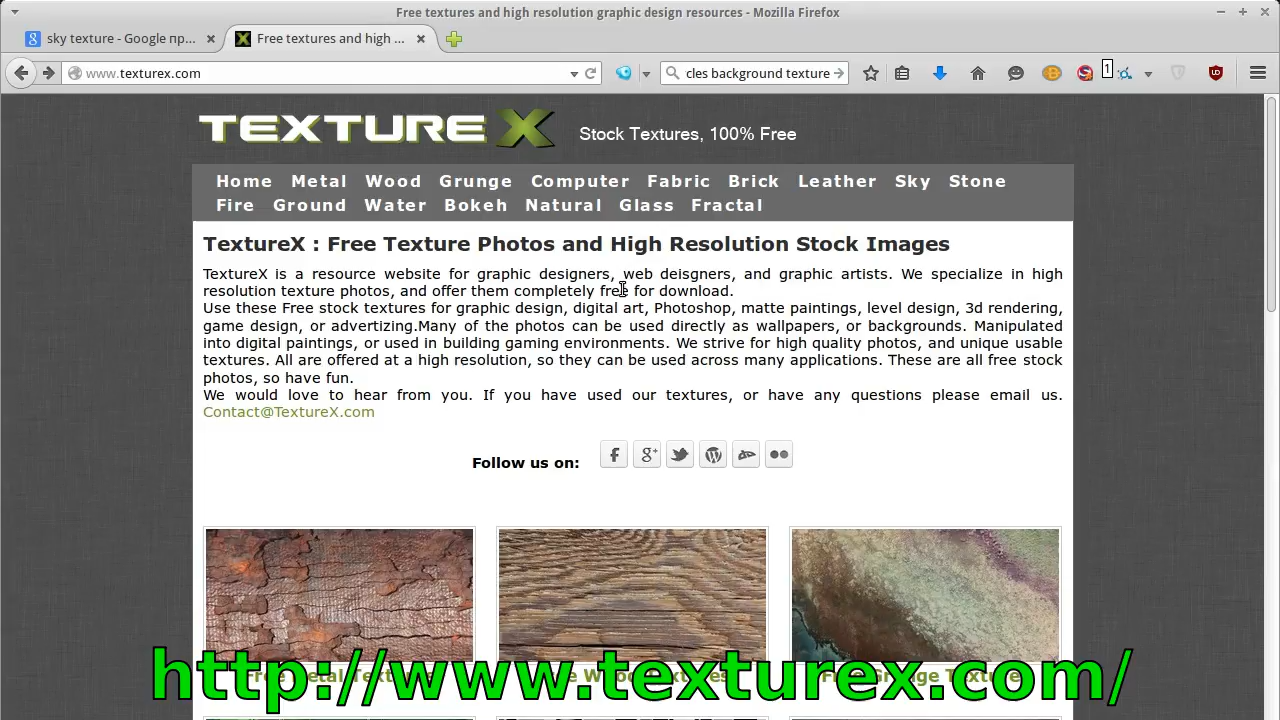 Free textures and high resolution graphic design resources - Mozilla Firefox
sky texture - Google пр...
Free textures and high ...
www.texturex.com
cles background texture
1
TEXTURE X
Stock Textures, 100% Free
Home Metal Wood Grunge Computer Fabric Brick Leather Sky Stone
Fire Ground Water Bokeh Natural Glass Fractal
TextureX : Free Texture Photos and High Resolution Stock Images
TextureX is a resource website for graphic designers, web deisgners, and graphic artists. We specialize in high
resolution texture photos, and offer them completely free for download.
Use these Free stock textures for graphic design, digital art, Photoshop, matte paintings, level design, 3d rendering,
game design, or advertizing.Many of the photos can be used directly as wallpapers, or backgrounds. Manipulated
into digital paintings, or used in building gaming environments. We strive for high quality photos, and unique usable
textures. All are offered at a high resolution, so they can be used across many applications. These are all free stock
photos, so have fun.
We would love to hear from you. If you have used our textures, or have any questions please email us.
Contact@TextureX.com
Follow us on:
http://www.texturex.com/